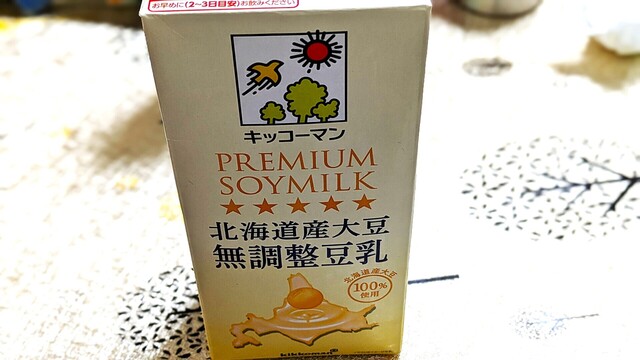 お早めに(2~3日目安)お飲みください
キッコーマン
PREMIUM
SOYMILK
北海道産大豆
無調整豆乳
北海道産大豆
100%
使用
kikkoman®